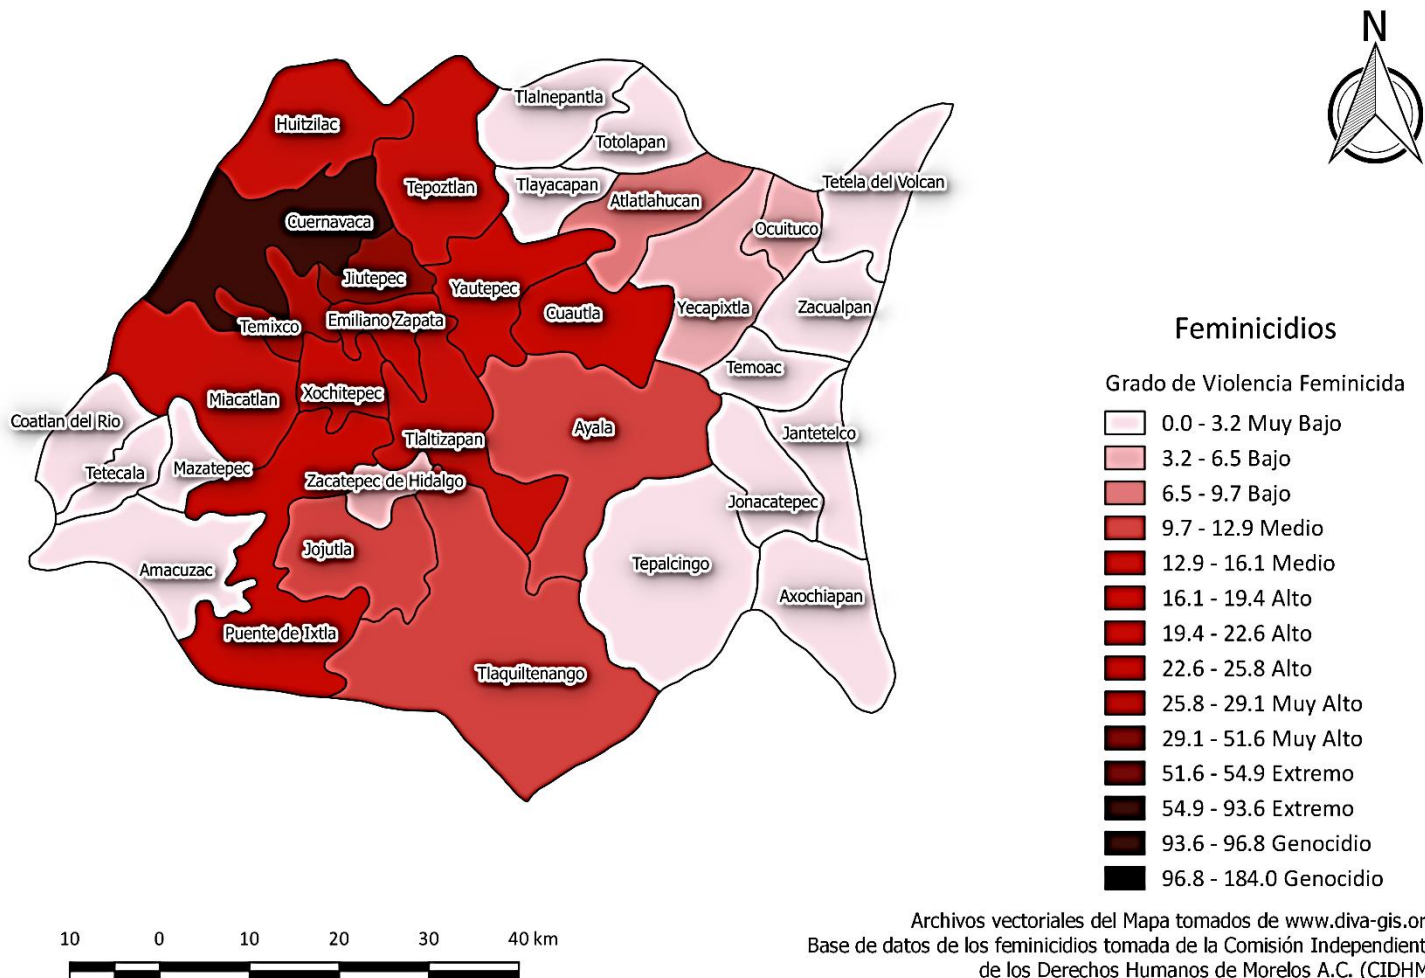 N
Tlalnepantla
Huitzilac
Totolapan
Tlayacapan
Tetela del Volcan
Tepoztlan
Atlatlahucan
Cuernavaca
Ocuituco
Jiutepec
Yautepec
Yecapixtla
Zacualpan
Cuautla
Emiliano Zapata
Temixco
Temoac
Xochitepec
Miacatlan
Coatlan del Rio
Ayala
Jantetelco
Tlaltizapan
Mazatepec
Tetecala
Zacatepec de Hidalgo
Jonacatepec
Jojutla
Tepalcingo
Amacuzac
Axochiapan
Puente de Ixtla
Tlaquiltenango
Feminicidios
Grado de Violencia Feminicida
0.0 - 3.2 Muy Bajo
3.2 - 6.5 Bajo
6.5 - 9.7 Bajo
9.7 - 12.9 Medio
12.9 - 16.1 Medio
16.1 - 19.4 Alto
19.4 - 22.6 Alto
22.6 - 25.8 Alto
25.8 - 29.1 Muy Alto
29.1 - 51.6 Muy Alto
51.6 - 54.9 Extremo
54.9 - 93.6 Extremo
93.6 - 96.8 Genocidio
96.8 - 184.0 Genocidio
10 0 10 20 30 40 km
Archivos vectoriales del Mapa tomados de www.diva-gis.or
Base de datos de los feminicidios tomada de la Comisión Independient
de los Derechos Humanos de Morelos A.C. (CIDHM